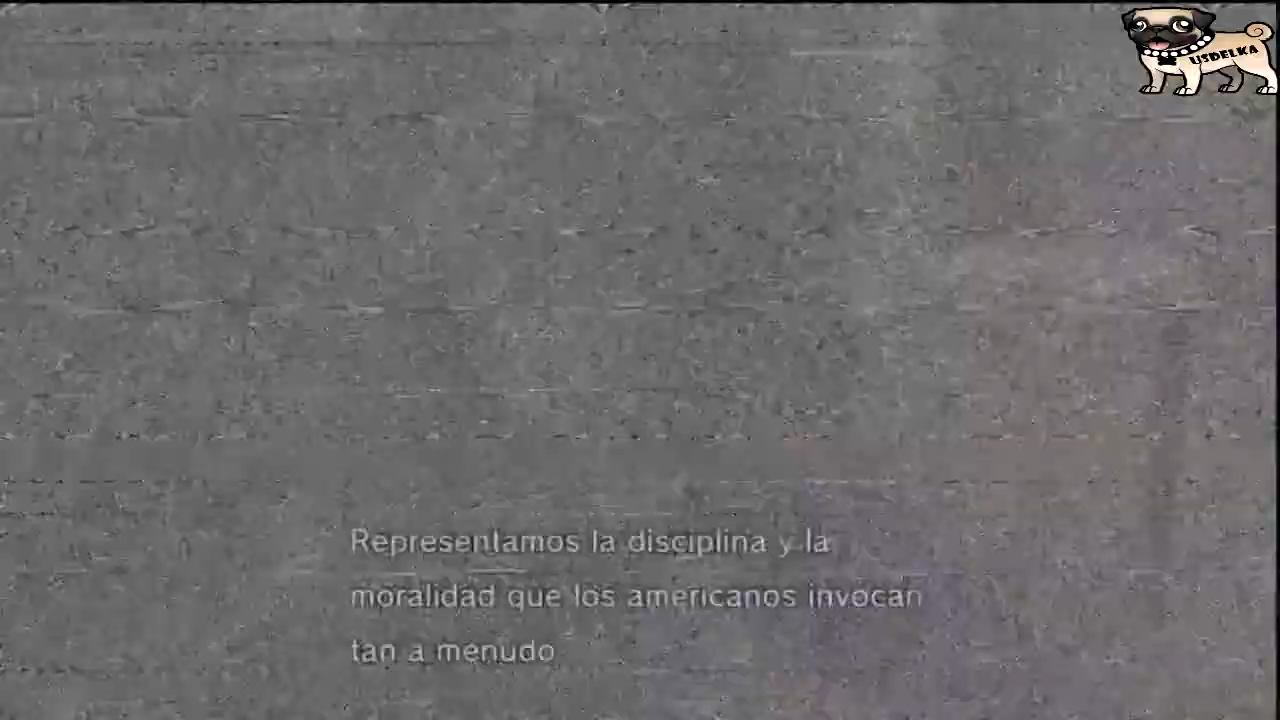 USDELKA
Representamos la disciplina y la
moralidad que los americanos invocan
tan a menudo